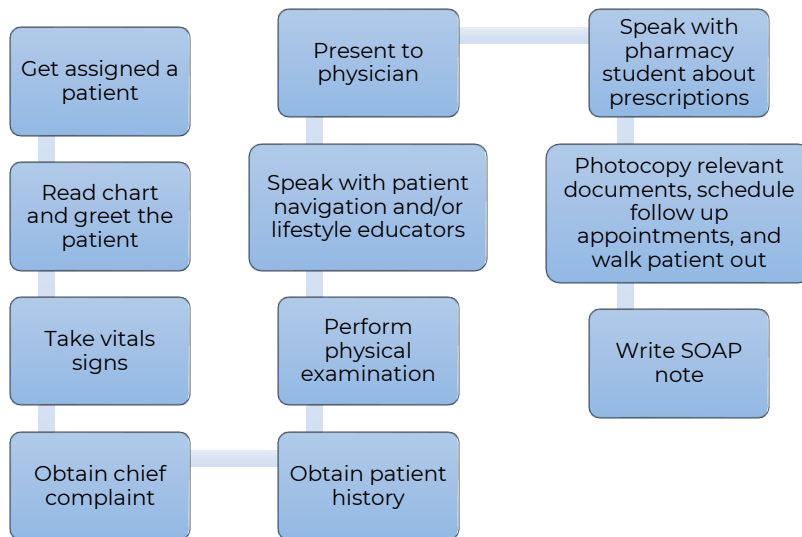 Get assigned a
patient
Read chart
and greet the
patient
Take vitals
signs
Obtain chief
complaint
Obtain patient
history
Perform
physical
examination
Speak with patient
navigation and/or
lifestyle educators
Present to
physician
Speak with
pharmacy
student about
prescriptions
Photocopy relevant
documents, schedule
follow up
appointments, and
walk patient out
Write SOAP
note